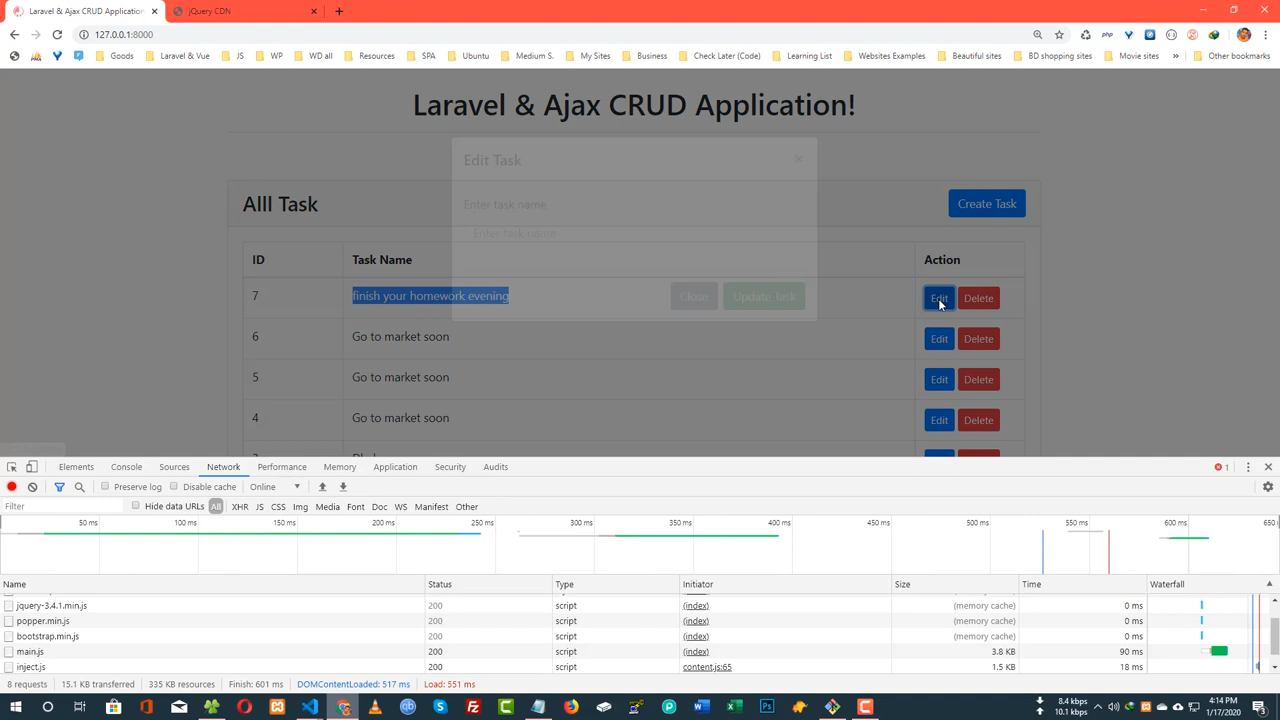 Laravel & Ajax CRUD Application
jQuery CDN
127.0.0.1:8000
Goods
Laravel & Vue
JS
WP
WD all
Resources
SPA
Ubuntu
Medium S.
My Sites
Business
Check Later (Code)
Learning List
Websites Examples
Beautiful sites
BD shopping sites
Movie sites
Other bookmarks
Laravel & Ajax CRUD Application!
Edit Task
Alll Task
Enter task name
Create Task
Enter task name
ID Task Name Action
7 finish your homework evening Close Update Task Edit Delete
6 Go to market soon Edit Delete
5 Go to market soon Edit Delete
4 Go to market soon Edit Delete
Elements Console Sources Network Performance Memory Application Security Audits 1
Preserve log Disable cache Online
Filter Hide data URLs All XHR JS CSS Img Media Font Doc WS Manifest Other
50 ms 100 ms 150 ms 200 ms 250 ms 300 ms 350 ms 400 ms 450 ms 500 ms 550 ms 600 ms 650
Name Status Type Initiator Size Time Waterfall
jquery-3.4.1.min.js 200 script (index) (memory cache) 0 ms
popper.min.js 200 script (index) (memory cache) 0 ms
bootstrap.min.js 200 script (index) (memory cache) 0 ms
main.js 200 script (index) 3.8 KB 90 ms
inject.js 200 script content.js:65 1.5 KB 18 ms
8 requests 15.1 KB transferred 335 KB resources Finish: 601 ms DOMContentLoaded: 517 ms Load: 551 ms
8.4 kbps
10.1 kbps
4:14 PM
1/17/2020